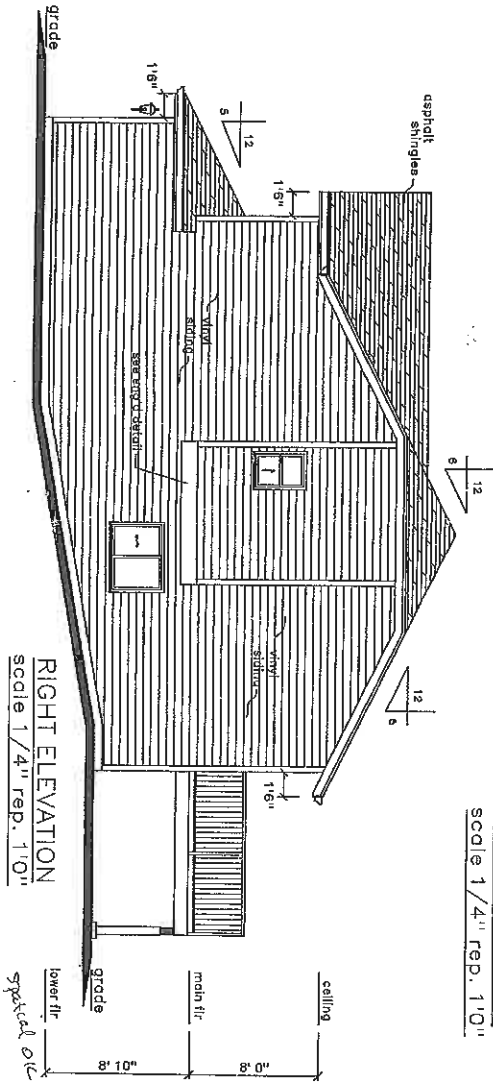 scale 1/4" rep. 1'0"
asphalt
shingles
12
6
12
6
12
5
1'6"
1'6"
1'6"
ceiling
main flr
lower flr
8' 0"
8' 10"
vinyl
siding
vinyl
siding
see eng'd detail
grade
grade
RIGHT ELEVATION
scale 1/4" rep. 1'0"
spatical OK